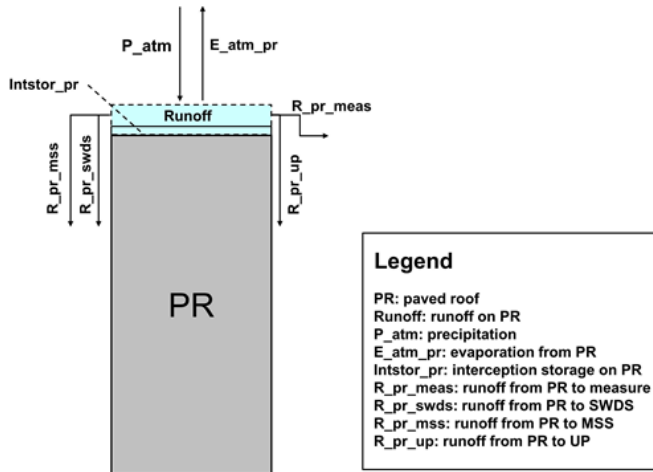 P_atm
E_atm_pr
Intstor_pr
R_pr_meas
Runoff
R_pr_mss
R_pr_swds
R_pr_up
PR
Legend
PR: paved roof
Runoff: runoff on PR
P_atm: precipitation
E_atm_pr: evaporation from PR
Intstor_pr: interception storage on PR
R_pr_meas: runoff from PR to measure
R_pr_swds: runoff from PR to SWDS
R_pr_mss: runoff from PR to MSS
R_pr_up: runoff from PR to UP